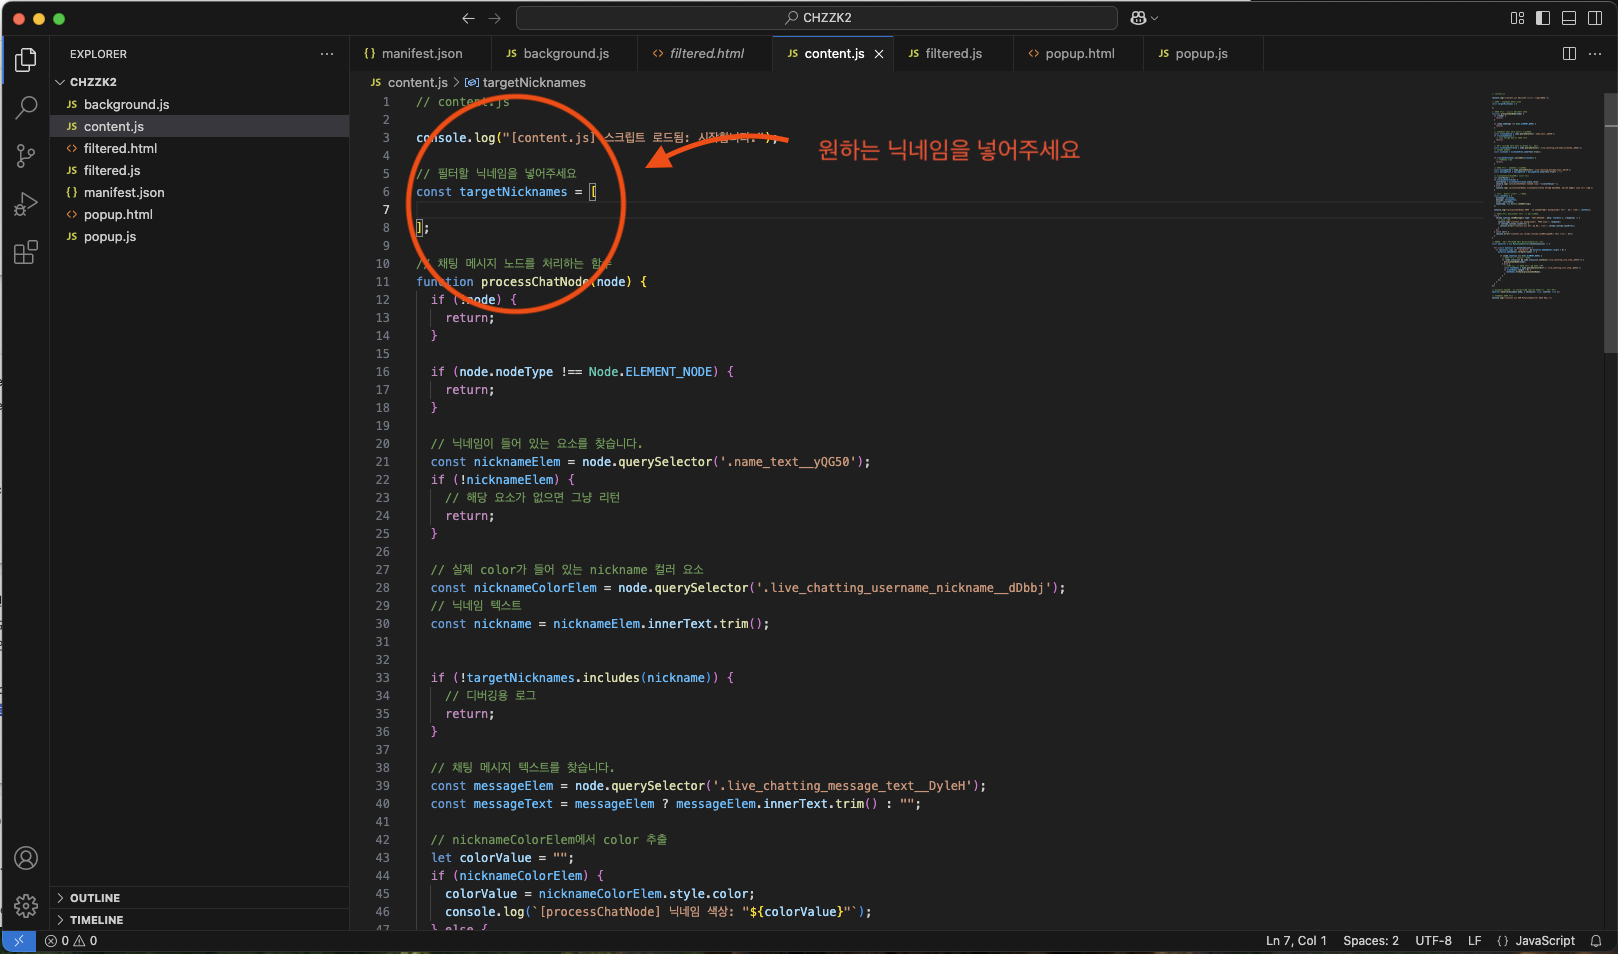 CHZZK2
EXPLORER
CHZZK2
background.js
content.js
filtered.html
filtered.js
manifest.json
popup.html
popup.js
OUTLINE
TIMELINE
manifest.json
background.js
filtered.html
content.js
filtered.js
popup.html
popup.js
content.js > targetNicknames
원하는 닉네임을 넣어주세요
1 // content.js
2
3 console.log("[content.js] 스크립트 로드됨: 시작합니다.");
4
5 // 필터할 닉네임을 넣어주세요
6 const targetNicknames = [
7
8 ];
9
10 // 채팅 메시지 노드를 처리하는 함수
11 function processChatNode(node) {
12 if (!node) {
13 return;
14 }
15
16 if (node.nodeType !== Node.ELEMENT_NODE) {
17 return;
18 }
19
20 // 닉네임이 들어 있는 요소를 찾습니다.
21 const nicknameElem = node.querySelector('.name_text__yQG50');
22 if (!nicknameElem) {
23 // 해당 요소가 없으면 그냥 리턴
24 return;
25 }
26
27 // 실제 color가 들어 있는 nickname 컬러 요소
28 const nicknameColorElem = node.querySelector('.live_chatting_username_nickname__dDbbj');
29 // 닉네임 텍스트
30 const nickname = nicknameElem.innerText.trim();
31
32
33 if (!targetNicknames.includes(nickname)) {
34 // 디버깅용 로그
35 return;
36 }
37
38 // 채팅 메시지 텍스트를 찾습니다.
39 const messageElem = node.querySelector('.live_chatting_message_text__DyleH');
40 const messageText = messageElem ? messageElem.innerText.trim() : "";
41
42 // nicknameColorElem에서 color 추출
43 let colorValue = "";
44 if (nicknameColorElem) {
45 colorValue = nicknameColorElem.style.color;
46 console.log(`[processChatNode] 닉네임 색상: "${colorValue}"`);
47 } else {
0 0
Ln 7, Col 1 Spaces: 2 UTF-8 LF {} JavaScript